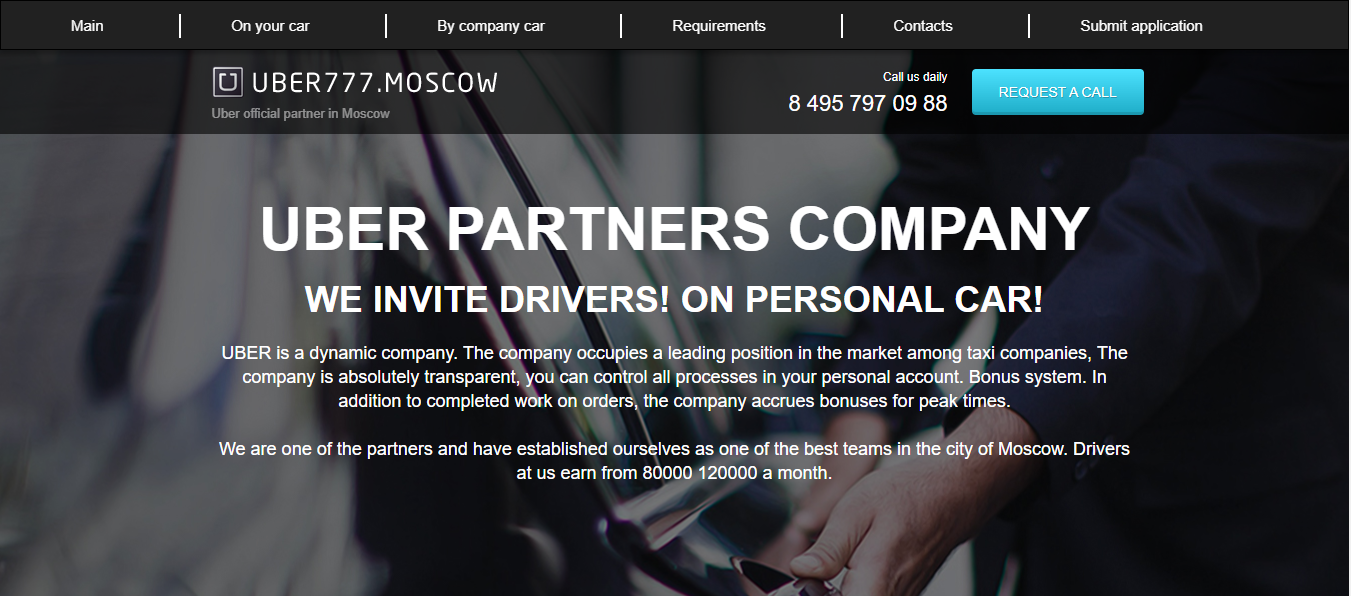 Main
On your car
By company car
Requirements
Contacts
Submit application
UBER777.MOSCOW
Uber official partner in Moscow
Call us daily
8 495 797 09 88
REQUEST A CALL
UBER PARTNERS COMPANY
WE INVITE DRIVERS! ON PERSONAL CAR!
UBER is a dynamic company. The company occupies a leading position in the market among taxi companies, The
company is absolutely transparent, you can control all processes in your personal account. Bonus system. In
addition to completed work on orders, the company accrues bonuses for peak times.
We are one of the partners and have established ourselves as one of the best teams in the city of Moscow. Drivers
at us earn from 80000 120000 a month.